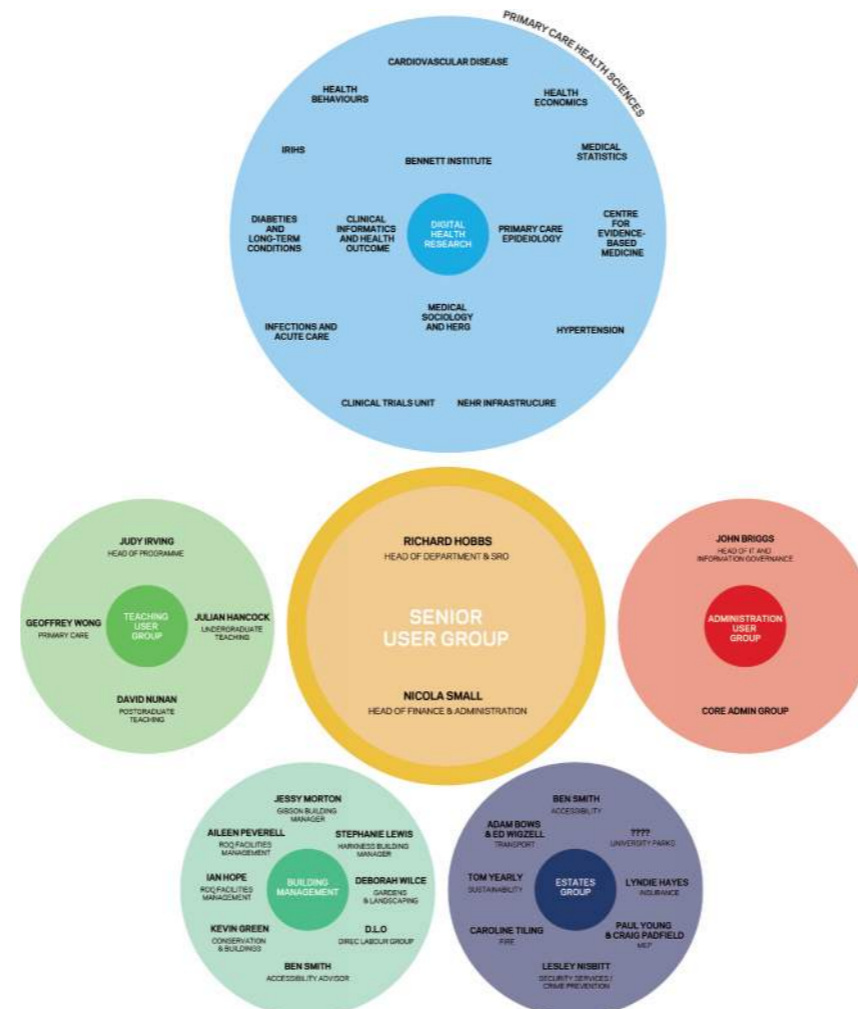 PRIMARY CARE HEALTH SCIENCES
CARDIOVASCULAR DISEASE
HEALTH
BEHAVIOURS
HEALTH
ECONOMICS
IRIHS
MEDICAL
STATISTICS
BENNETT INSTITUTE
DIABETIES
AND
LONG-TERM
CONDITIONS
CLINICAL
INFORMATICS
AND HEALTH
OUTCOME
DIGITAL
HEALTH
RESEARCH
PRIMARY CARE
EPIDEIOLOGY
CENTRE
FOR
EVIDENCE-
BASED
MEDICINE
MEDICAL
SOCIOLOGY
AND HERG
INFECTIONS AND
ACUTE CARE
HYPERTENSION
CLINICAL TRIALS UNIT
NEHR INFRASTRUCURE
JUDY IRVING
HEAD OF PROGRAMME
GEOFFREY WONG
PRIMARY CARE
TEACHING
USER
GROUP
JULIAN HANCOCK
UNDERGRADUATE
TEACHING
DAVID NUNAN
POSTGRADUATE
TEACHING
RICHARD HOBBS
HEAD OF DEPARTMENT & SRO
SENIOR
USER GROUP
NICOLA SMALL
HEAD OF FINANCE & ADMINISTRATION
JOHN BRIGGS
HEAD OF IT AND
INFORMATION GOVERNANCE
ADMINISTRATION
USER
GROUP
CORE ADMIN GROUP
JESSY MORTON
GIBSON BUILDING
MANAGER
AILEEN PEVERELL
ROQ FACILITIES
MANAGEMENT
STEPHANIE LEWIS
HARKNESS BUILDING
MANAGER
IAN HOPE
ROQ FACILITIES
MANAGEMENT
BUILDING
MANAGEMENT
DEBORAH WILCE
GARDENS
& LANDSCAPING
KEVIN GREEN
CONSERVATION
& BUILDINGS
D.L.O
DIREC LABOUR GROUP
BEN SMITH
ACCESSIBILITY ADVISOR
BEN SMITH
ACCESSIBILITY
ADAM BOWS
& ED WIGZELL
TRANSPORT
????
UNIVERSITY PARKS
TOM YEARLY
SUSTAINABILITY
ESTATES
GROUP
LYNDIE HAYES
INSURANCE
CAROLINE TILING
FIRE
PAUL YOUNG
& CRAIG PADFIELD
MEP
LESLEY NISBITT
SECURITY SERVICES /
CRIME PREVENTION